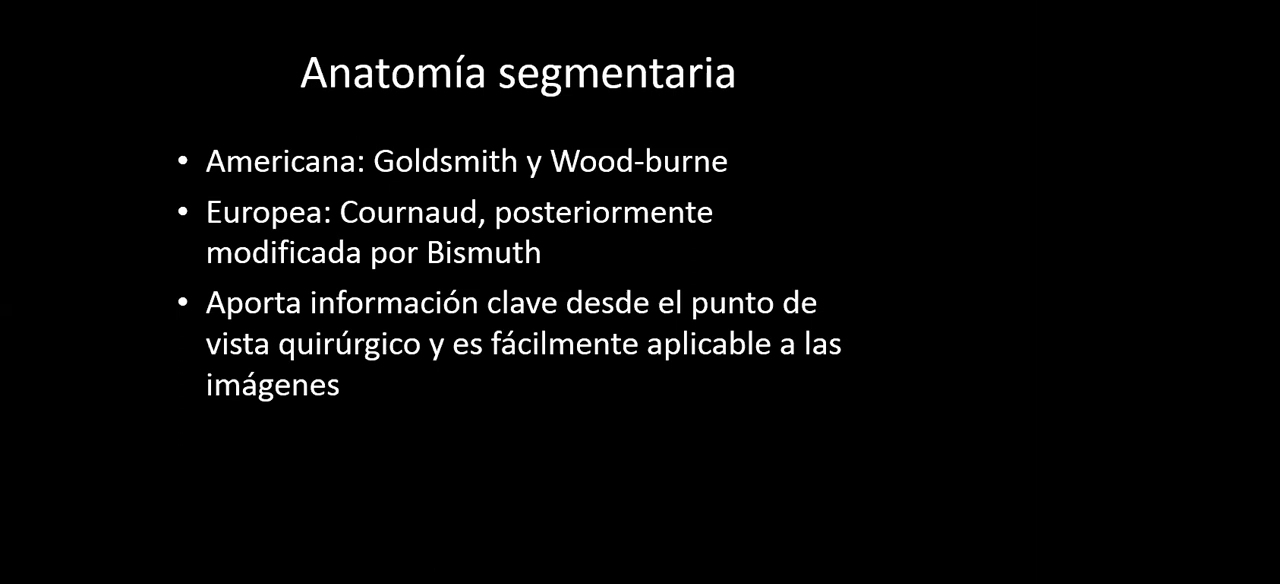 Anatomía segmentaria
• Americana: Goldsmith y Wood-burne
• Europea: Cournaud, posteriormente
modificada por Bismuth
• Aporta información clave desde el punto de
vista quirúrgico y es fácilmente aplicable a las
imágenes